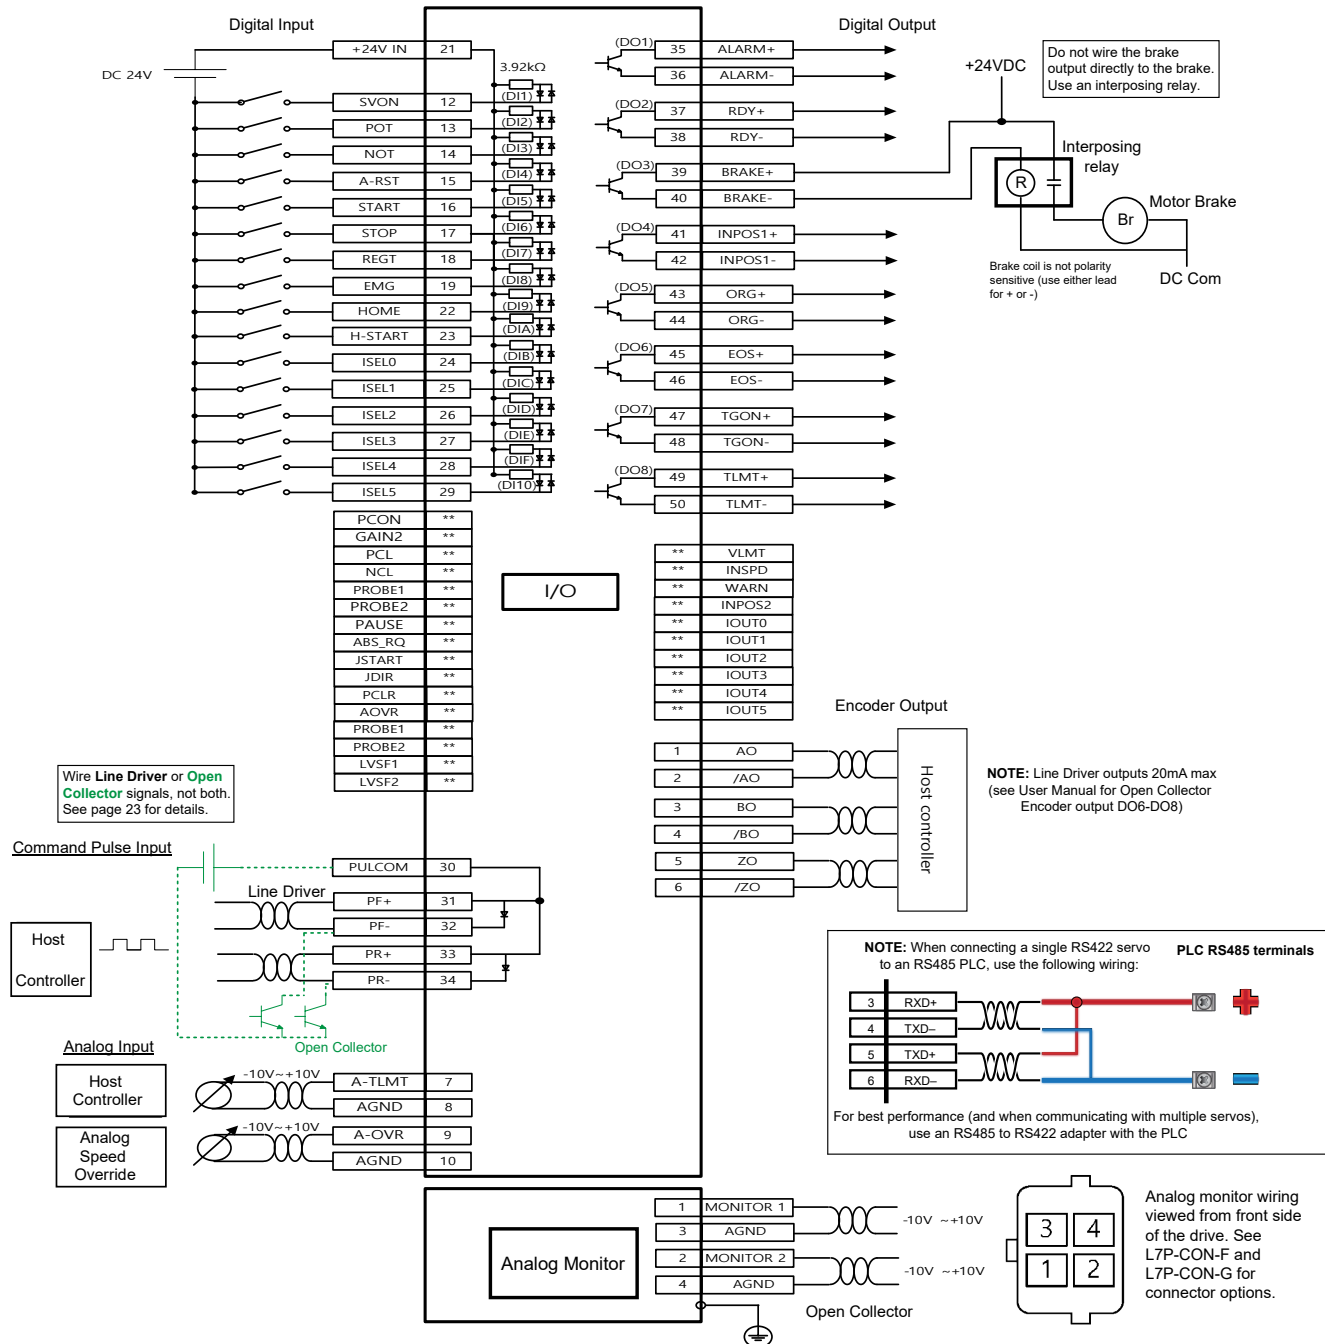 Digital Input
+24V IN 21
DC 24V
3.92kΩ
SVON 12 (DI1)
POT 13 (DI2)
NOT 14 (DI3)
A-RST 15 (DI4)
START 16 (DI5)
STOP 17 (DI6)
REGT 18 (DI7)
EMG 19 (DI8)
HOME 22 (DI9)
H-START 23 (DIA)
ISEL0 24 (DIB)
ISEL1 25 (DIC)
ISEL2 26 (DID)
ISEL3 27 (DIE)
ISEL4 28 (DIF)
ISEL5 29 (DI10)
PCON **
GAIN2 **
PCL **
NCL **
PROBE1 **
PROBE2 **
PAUSE **
ABS_RQ **
JSTART **
JDIR **
PCLR **
AOVR **
PROBE1 **
PROBE2 **
LVSF1 **
LVSF2 **
I/O
Digital Output
(DO1) 35 ALARM+
36 ALARM-
(DO2) 37 RDY+
38 RDY-
(DO3) 39 BRAKE+
40 BRAKE-
(DO4) 41 INPOS1+
42 INPOS1-
(DO5) 43 ORG+
44 ORG-
(DO6) 45 EOS+
46 EOS-
(DO7) 47 TGON+
48 TGON-
(DO8) 49 TLMT+
50 TLMT-
** VLMT
** INSPD
** WARN
** INPOS2
** IOUT0
** IOUT1
** IOUT2
** IOUT3
** IOUT4
** IOUT5
+24VDC
Do not wire the brake
output directly to the brake.
Use an interposing relay.
Interposing
relay
R
Motor Brake
Br
Brake coil is not polarity
sensitive (use either lead
for + or -)
DC Com
Encoder Output
1 AO
2 /AO
3 BO
4 /BO
5 ZO
6 /ZO
Host controller
NOTE: Line Driver outputs 20mA max
(see User Manual for Open Collector
Encoder output DO6-DO8)
Wire Line Driver or Open
Collector signals, not both.
See page 23 for details.
Command Pulse Input
PULCOM 30
Line Driver
PF+ 31
PF- 32
PR+ 33
PR- 34
Host
Controller
Open Collector
Analog Input
Host
Controller
-10V~+10V
A-TLMT 7
AGND 8
Analog
Speed
Override
-10V~+10V
A-OVR 9
AGND 10
NOTE: When connecting a single RS422 servo
to an RS485 PLC, use the following wiring:
PLC RS485 terminals
3 RXD+
4 TXD–
5 TXD+
6 RXD–
For best performance (and when communicating with multiple servos),
use an RS485 to RS422 adapter with the PLC
Analog Monitor
1 MONITOR 1
3 AGND
-10V ~+10V
2 MONITOR 2
4 AGND
-10V ~+10V
Open Collector
3 4
1 2
Analog monitor wiring
viewed from front side
of the drive. See
L7P-CON-F and
L7P-CON-G for
connector options.